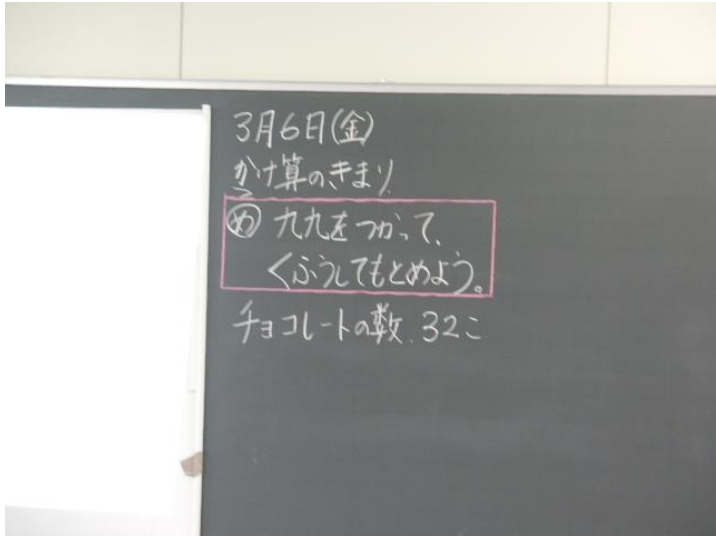 3月6日(金)
かけ算のきまり
め 九九をつかって、
くふうしてもとめよう。
チョコレートの数 32こ